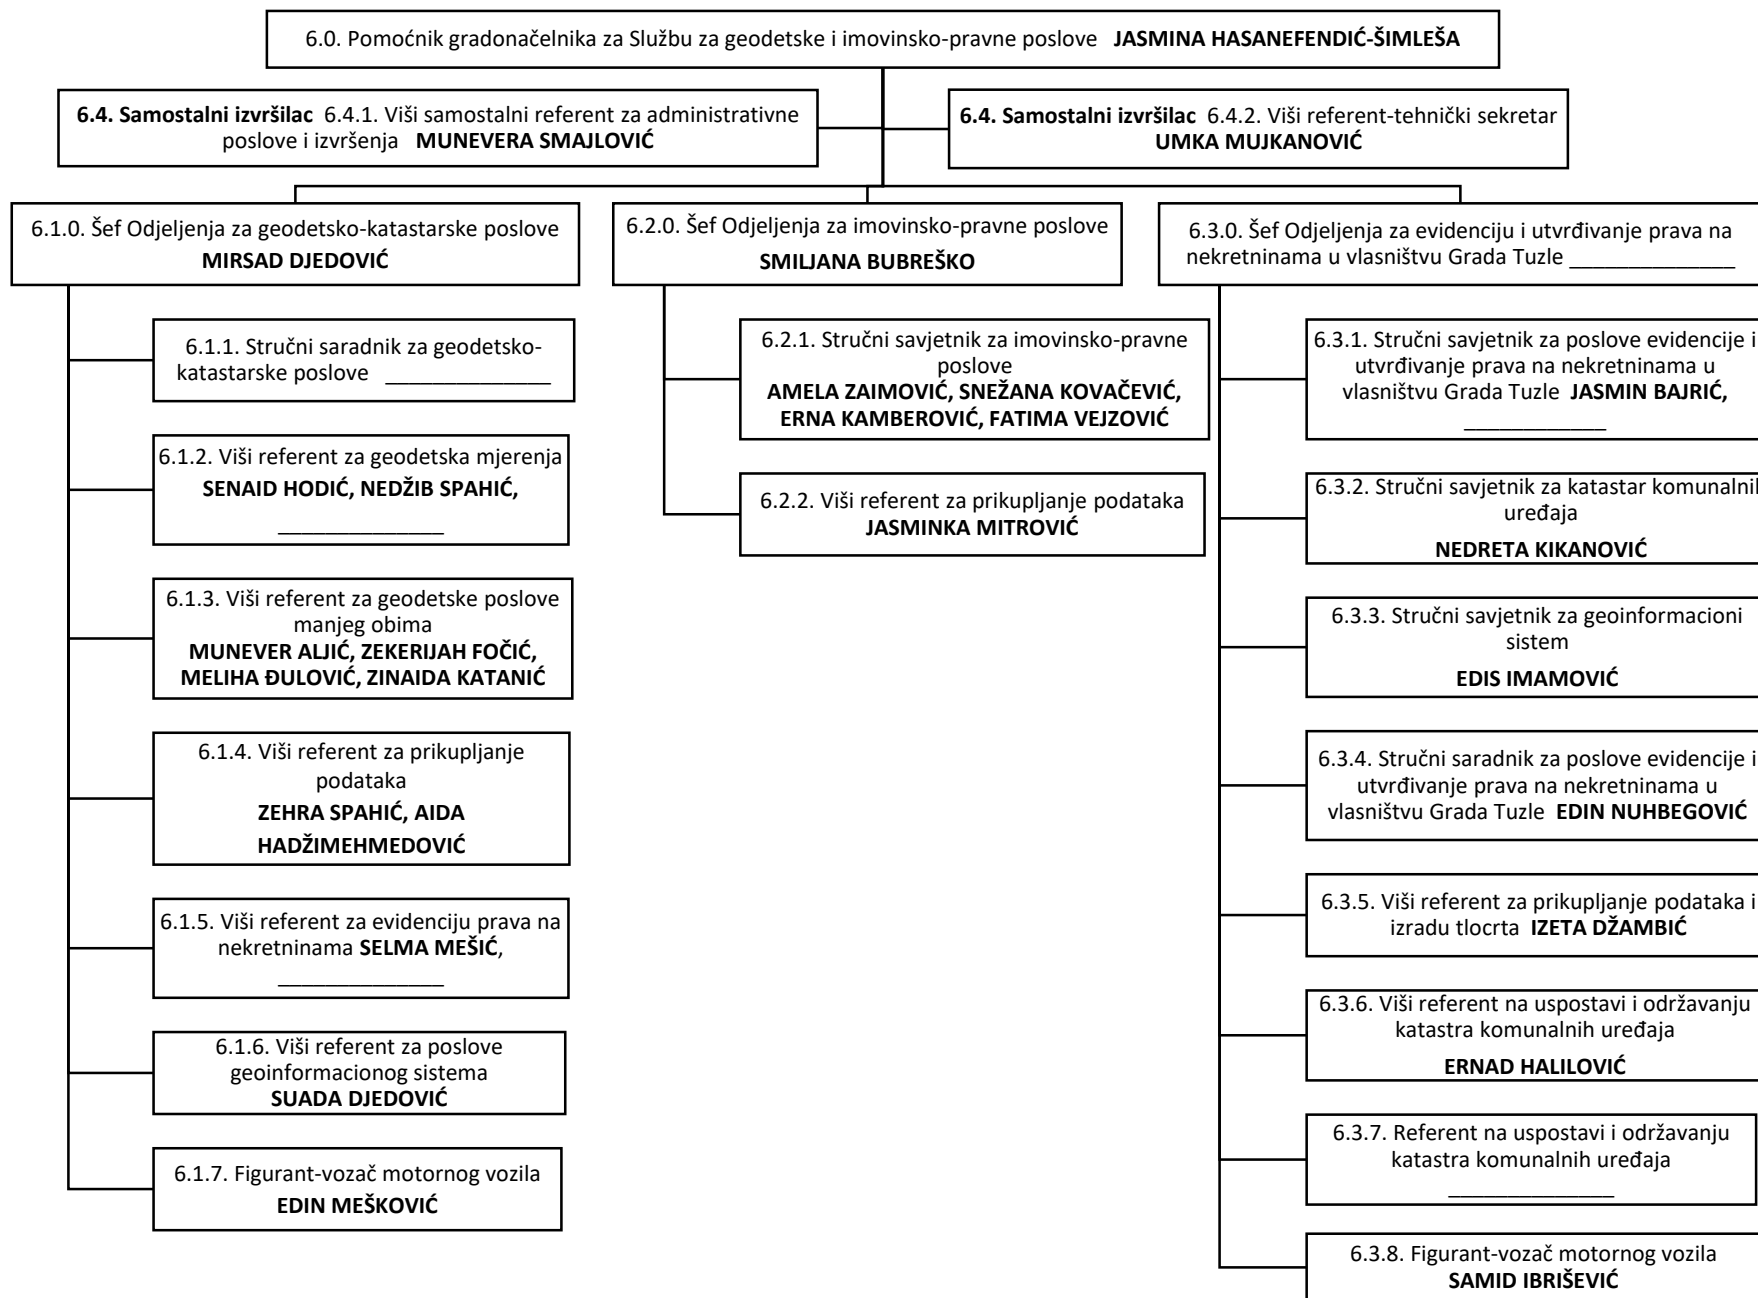 6.0. Pomoćnik gradonačelnika za Službu za geodetske i imovinsko-pravne poslove JASMINA HASANEFENDIĆ-ŠIMLEŠA
6.4. Samostalni izvršilac 6.4.1. Viši samostalni referent za administrativne
poslove i izvršenja MUNEVERA SMAJLOVIĆ
6.4. Samostalni izvršilac 6.4.2. Viši referent-tehnički sekretar
UMKA MUJKANOVIĆ
6.1.0. Šef Odjeljenja za geodetsko-katastarske poslove
MIRSAD DJEDOVIĆ
6.1.1. Stručni saradnik za geodetsko-
katastarske poslove ______________
6.1.2. Viši referent za geodetska mjerenja
SENAID HODIĆ, NEDŽIB SPAHIĆ,
______________
6.1.3. Viši referent za geodetske poslove
manjeg obima
MUNEVER ALJIĆ, ZEKERIJAH FOČIĆ,
MELIHA ĐULOVIĆ, ZINAIDA KATANIĆ
6.1.4. Viši referent za prikupljanje
podataka
ZEHRA SPAHIĆ, AIDA
HADŽIMEHMEDOVIĆ
6.1.5. Viši referent za evidenciju prava na
nekretninama SELMA MEŠIĆ,
______________
6.1.6. Viši referent za poslove
geoinformacionog sistema
SUADA DJEDOVIĆ
6.1.7. Figurant-vozač motornog vozila
EDIN MEŠKOVIĆ
6.2.0. Šef Odjeljenja za imovinsko-pravne poslove
SMILJANA BUBREŠKO
6.2.1. Stručni savjetnik za imovinsko-pravne
poslove
AMELA ZAIMOVIĆ, SNEŽANA KOVAČEVIĆ,
ERNA KAMBEROVIĆ, FATIMA VEJZOVIĆ
6.2.2. Viši referent za prikupljanje podataka
JASMINKA MITROVIĆ
6.3.0. Šef Odjeljenja za evidenciju i utvrđivanje prava na
nekretninama u vlasništvu Grada Tuzle ______________
6.3.1. Stručni savjetnik za poslove evidencije i
utvrđivanje prava na nekretninama u
vlasništvu Grada Tuzle JASMIN BAJRIĆ,
____________
6.3.2. Stručni savjetnik za katastar komunalnih
uređaja
NEDRETA KIKANOVIĆ
6.3.3. Stručni savjetnik za geoinformacioni
sistem
EDIS IMAMOVIĆ
6.3.4. Stručni saradnik za poslove evidencije i
utvrđivanje prava na nekretninama u
vlasništvu Grada Tuzle EDIN NUHBEGOVIĆ
6.3.5. Viši referent za prikupljanje podataka i
izradu tlocrta IZETA DŽAMBIĆ
6.3.6. Viši referent na uspostavi i održavanju
katastra komunalnih uređaja
ERNAD HALILOVIĆ
6.3.7. Referent na uspostavi i održavanju
katastra komunalnih uređaja
______________
6.3.8. Figurant-vozač motornog vozila
SAMID IBRIŠEVIĆ